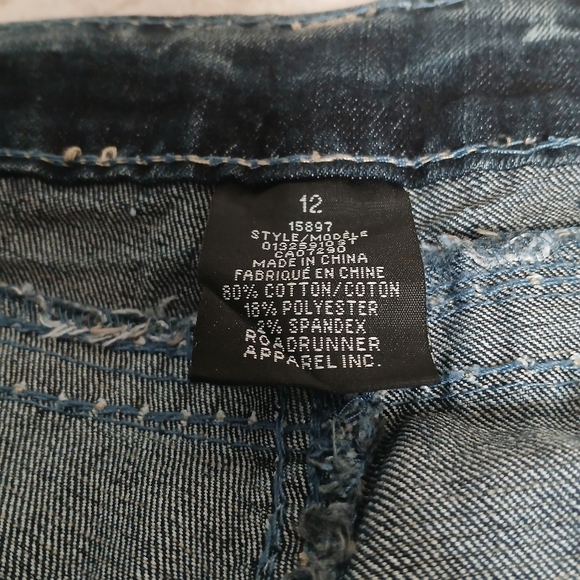 12
15897
STYLE/MODÈLE
Q1325910ST
CA07290
MADE IN CHINA
FABRIQUÉ EN CHINE
80% COTTON/COTON
18% POLYESTER
2% SPANDEX
ROADRUNNER
APPAREL INC.